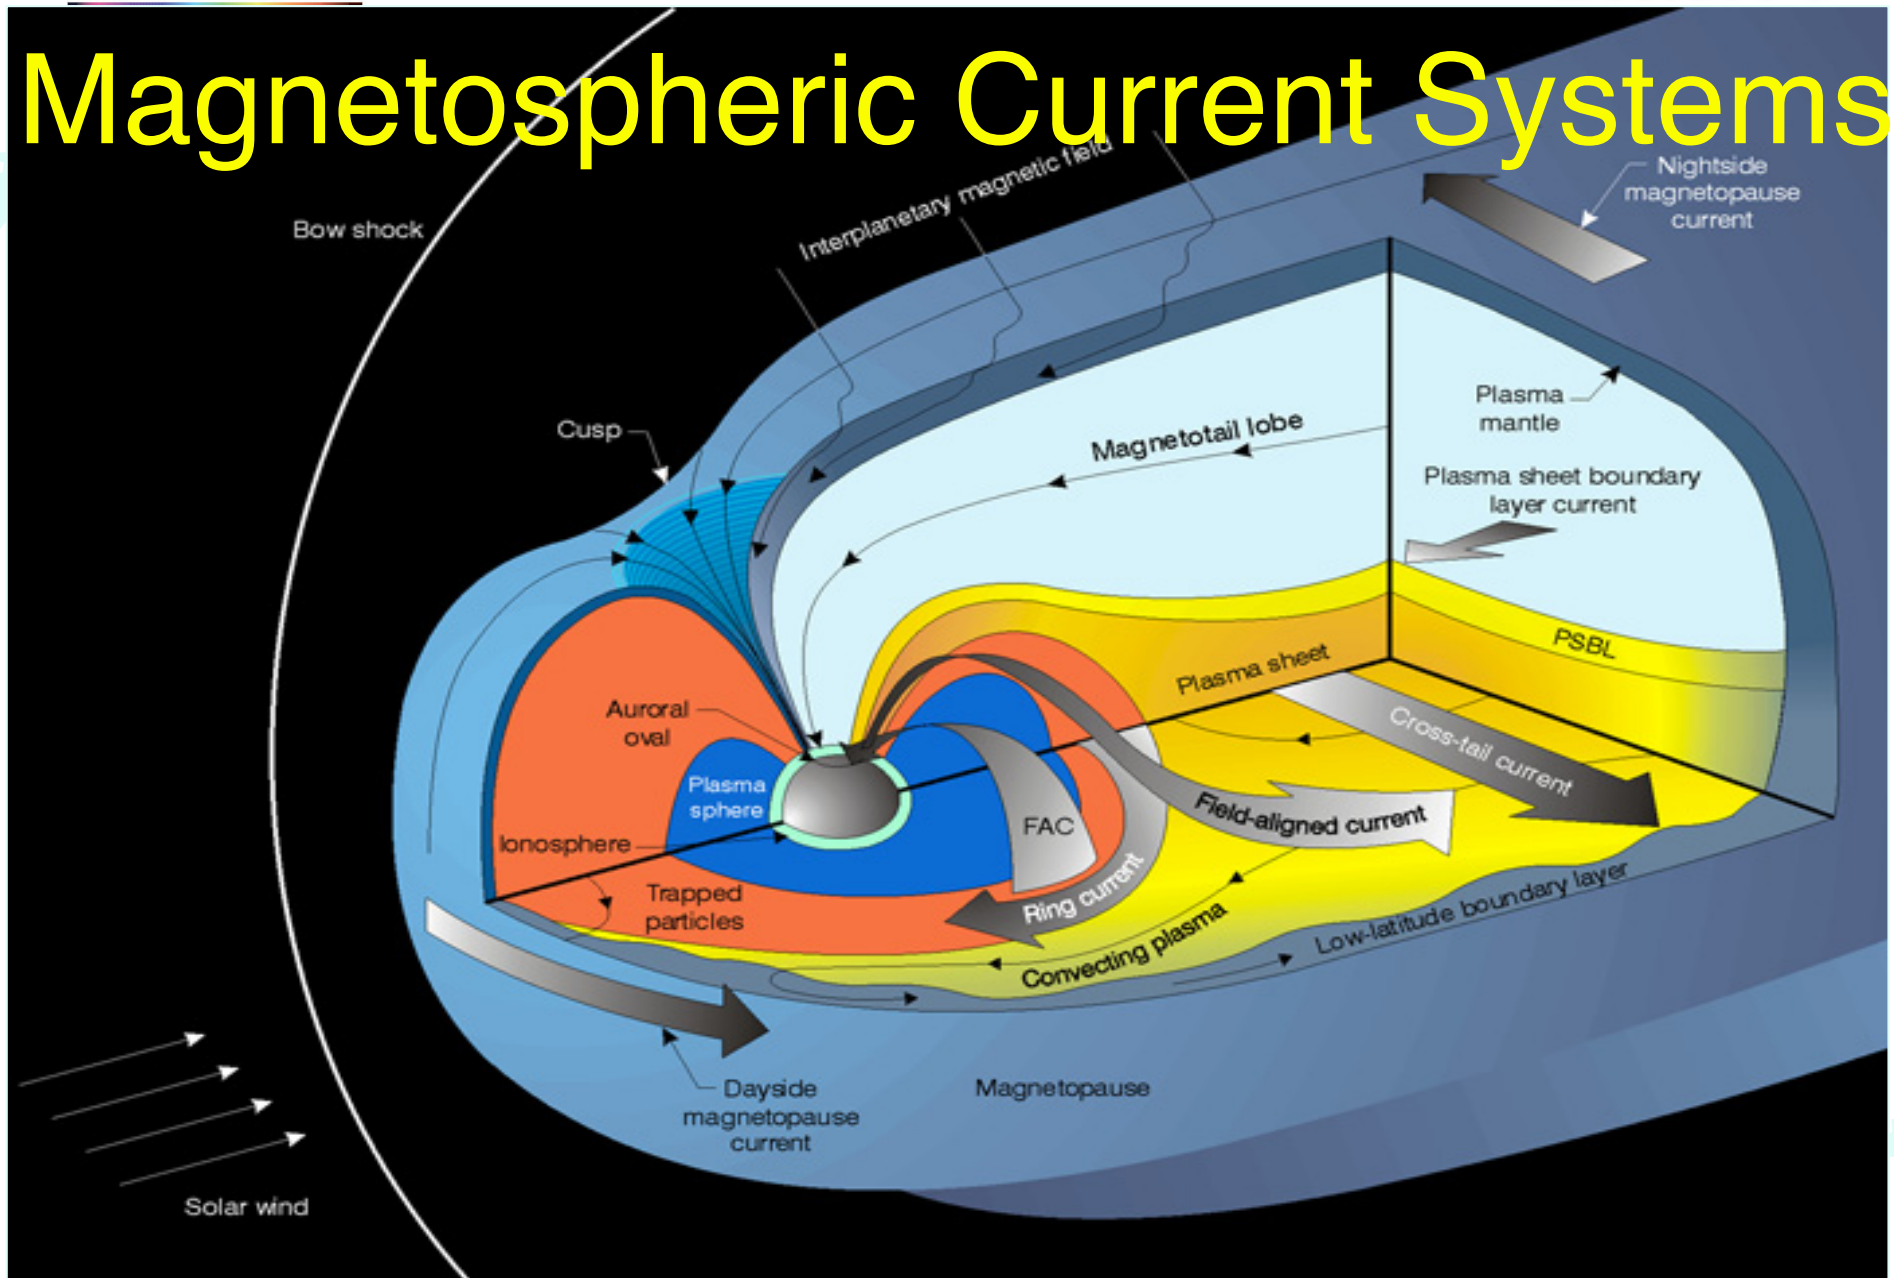 Magnetospheric Current Systems
Bow shock
Interplanetary magnetic field
Nightside
magnetopause
current
Cusp
Plasma
mantle
Magnetotail lobe
Plasma sheet boundary
layer current
PSBL
Plasma sheet
Auroral
oval
Cross-tail current
Plasma
sphere
Field-aligned current
FAC
Ionosphere
Ring current
Trapped
particles
Low-latitude boundary layer
Convecting plasma
Dayside
magnetopause
current
Magnetopause
Solar wind